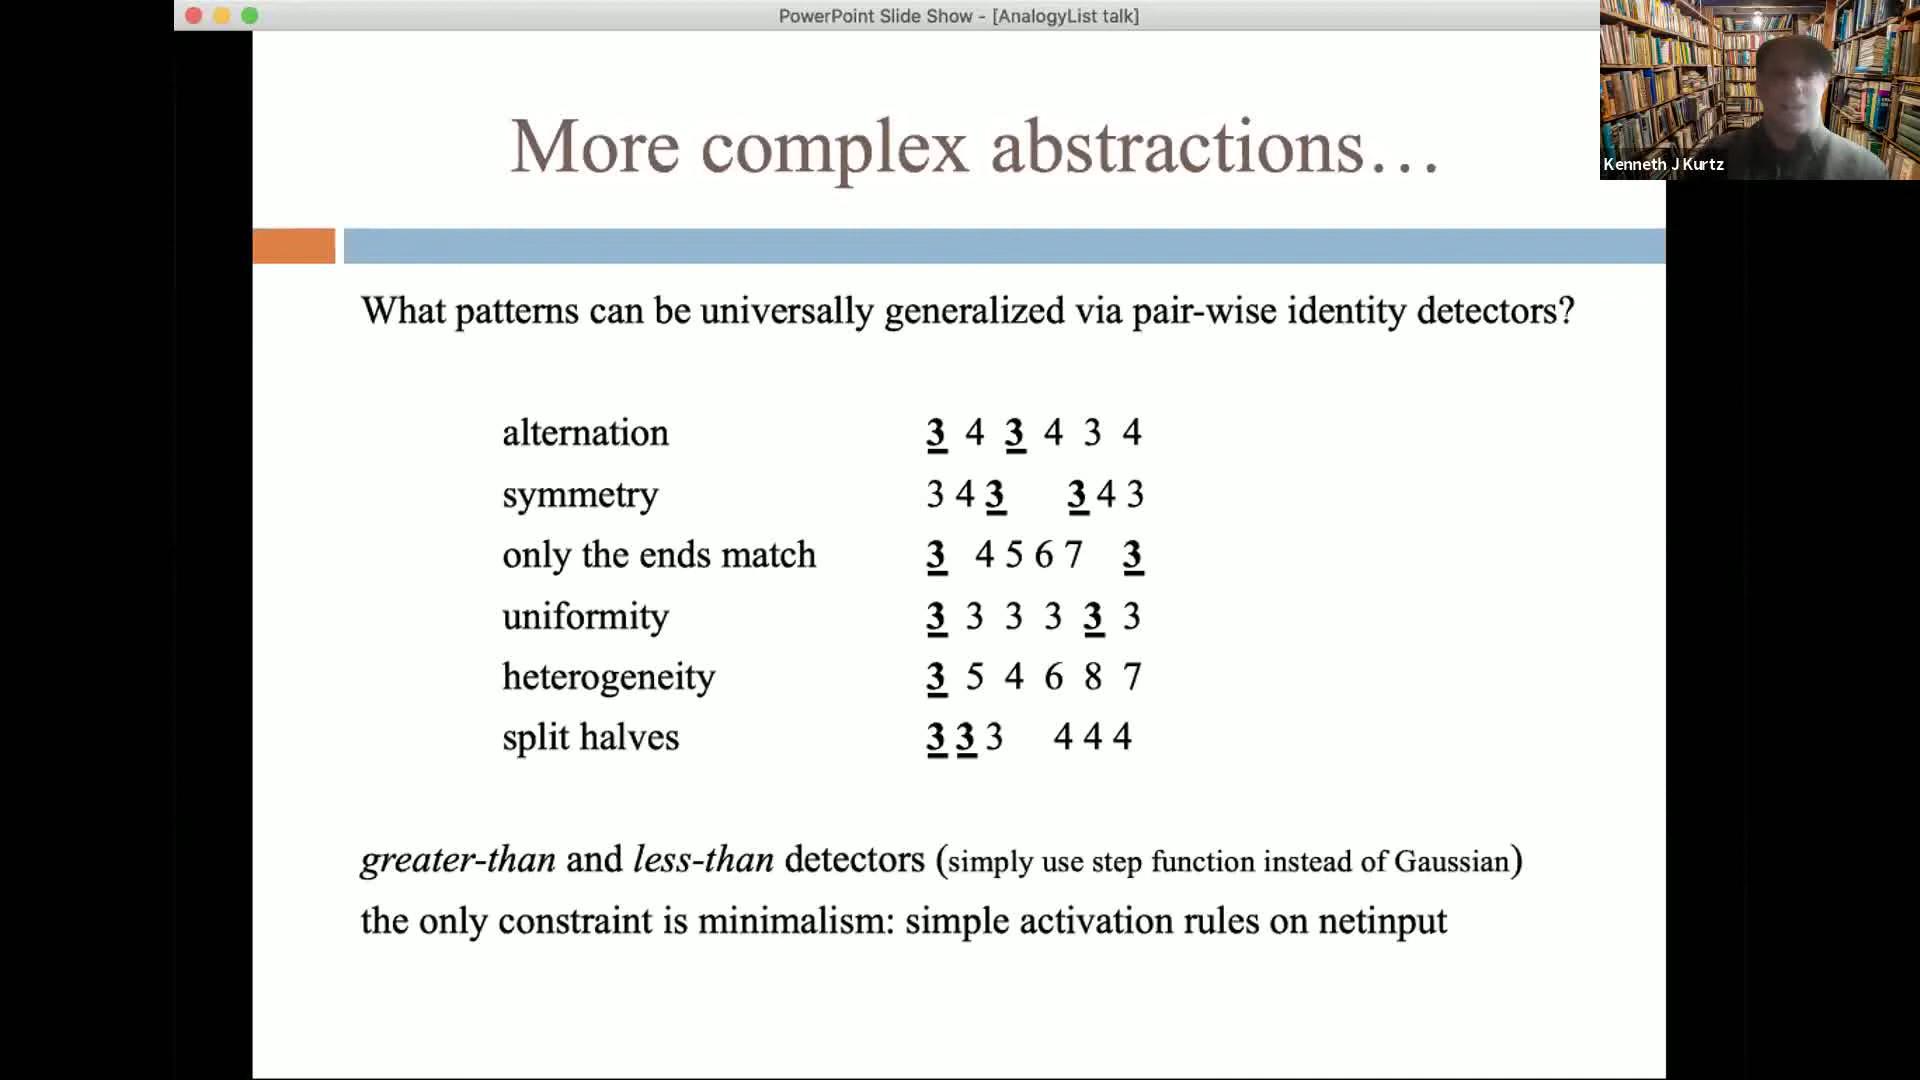 PowerPoint Slide Show - [AnalogyList talk]
Kenneth J Kurtz
More complex abstractions…
What patterns can be universally generalized via pair-wise identity detectors?
alternation 3 4 3 4 3 4
symmetry 3 4 3 3 4 3
only the ends match 3 4 5 6 7 3
uniformity 3 3 3 3 3 3
heterogeneity 3 5 4 6 8 7
split halves 3 3 3 4 4 4
greater-than and less-than detectors (simply use step function instead of Gaussian)
the only constraint is minimalism: simple activation rules on netinput